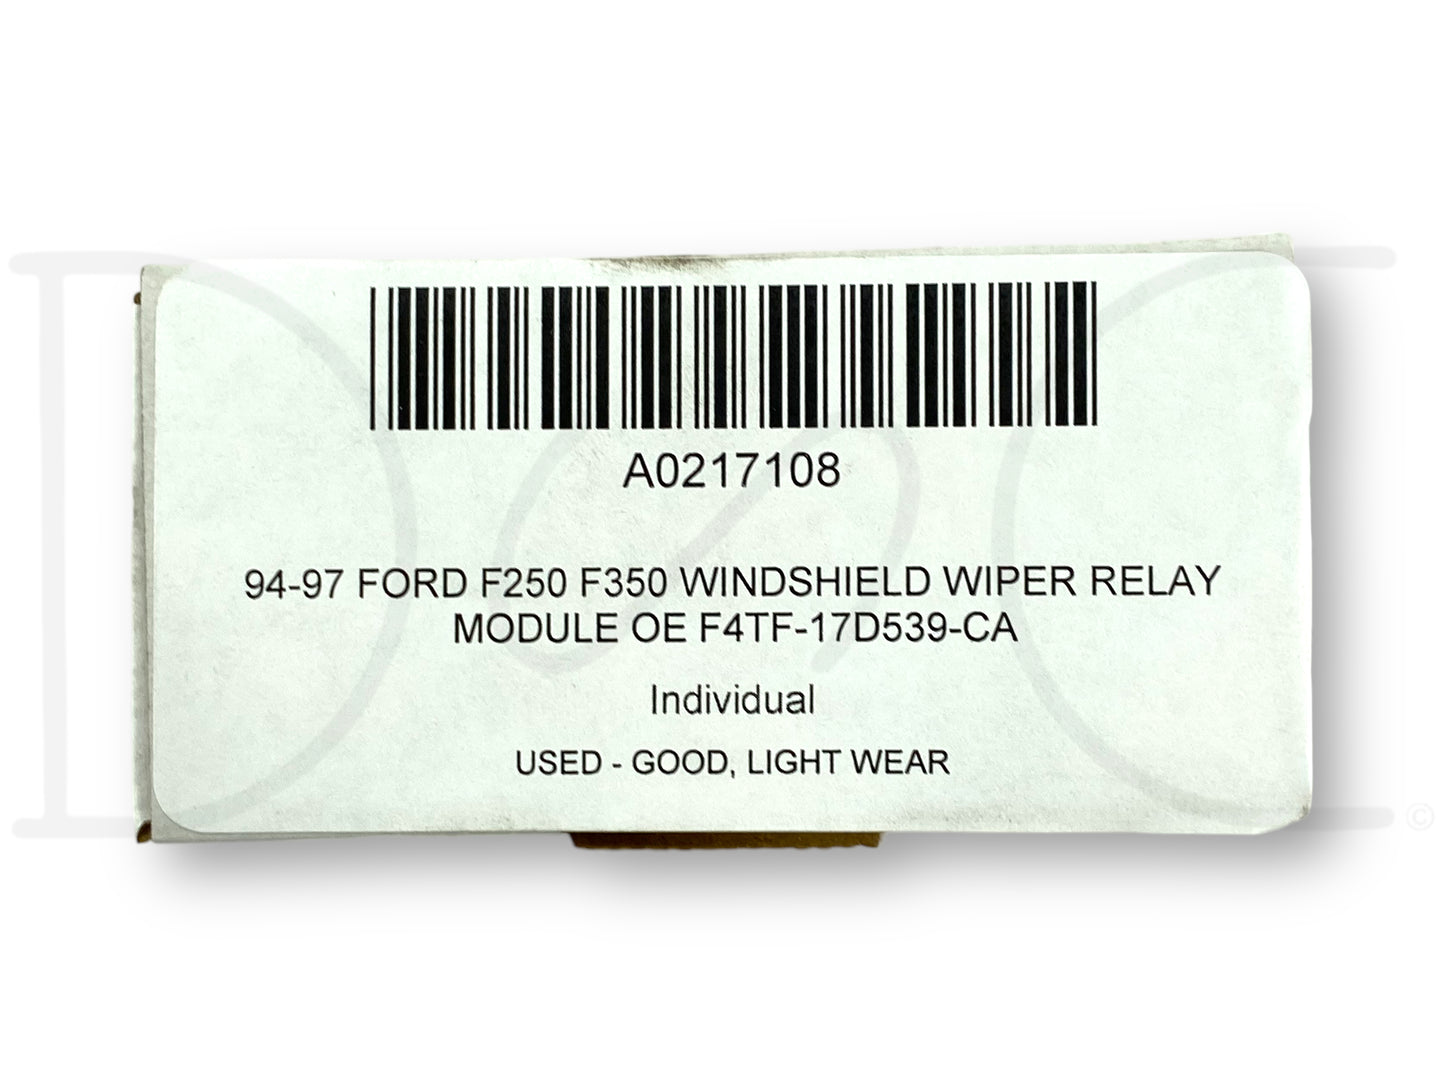 A0217108
94-97 FORD F250 F350 WINDSHIELD WIPER RELAY
MODULE OE F4TF-17D539-CA
Individual
USED - GOOD, LIGHT WEAR
©